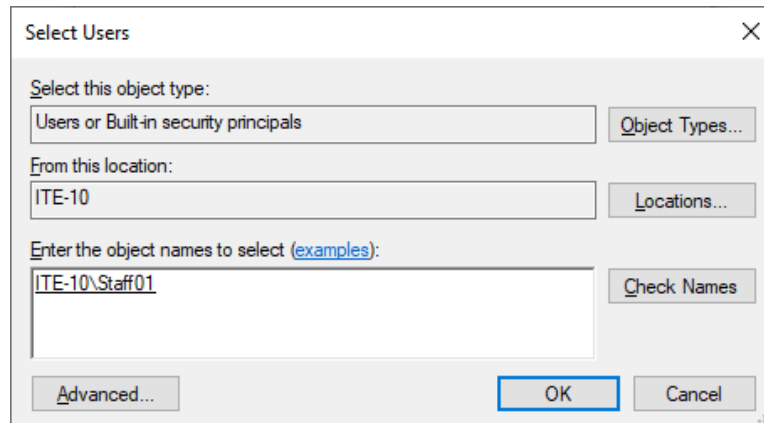 Select Users
Select this object type:
Users or Built-in security principals
Object Types...
From this location:
ITE-10
Locations...
Enter the object names to select (examples):
ITE-10\Staff01
Check Names
Advanced...
OK
Cancel